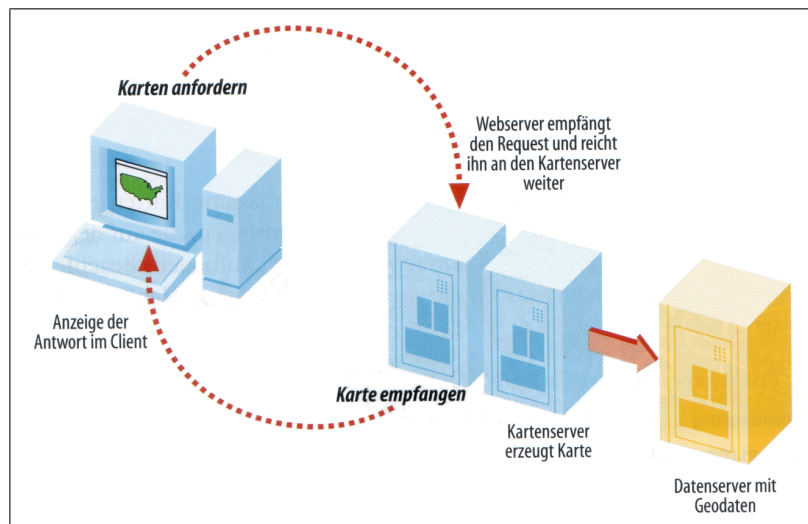 Karten anfordern
Webserver empfängt
den Request und reicht
ihn an den Kartenserver
weiter
Anzeige der
Antwort im Client
Karte empfangen
Kartenserver
erzeugt Karte
Datenserver mit
Geodaten